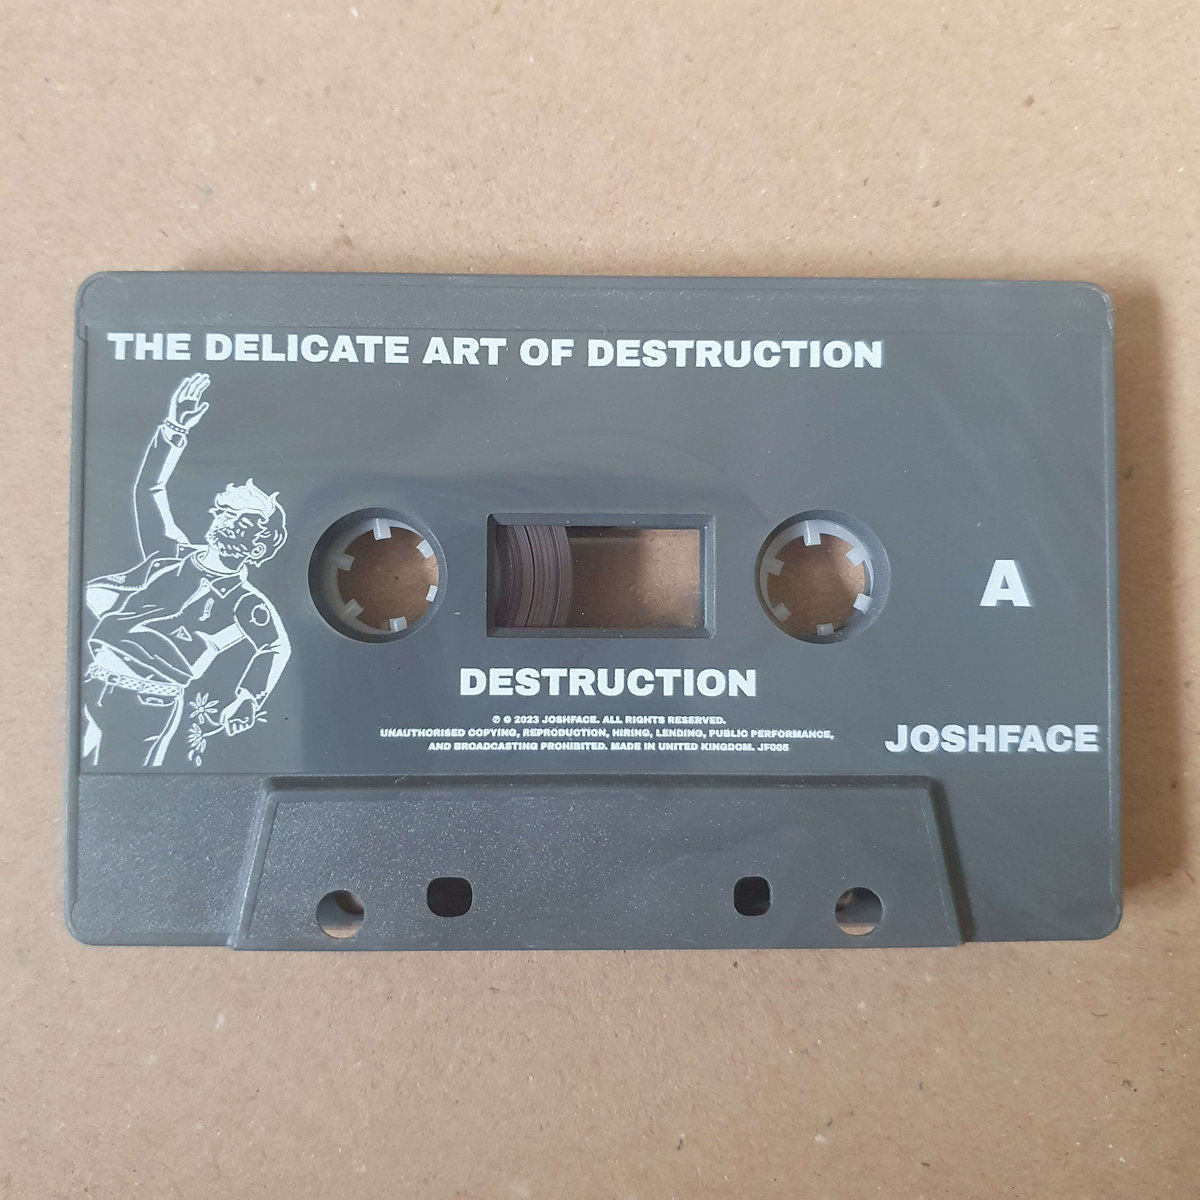 THE DELICATE ART OF DESTRUCTION
A
DESTRUCTION
℗ © 2023 JOSHFACE. ALL RIGHTS RESERVED.
UNAUTHORISED COPYING, REPRODUCTION, HIRING, LENDING, PUBLIC PERFORMANCE,
AND BROADCASTING PROHIBITED. MADE IN UNITED KINGDOM. JF005
JOSHFACE